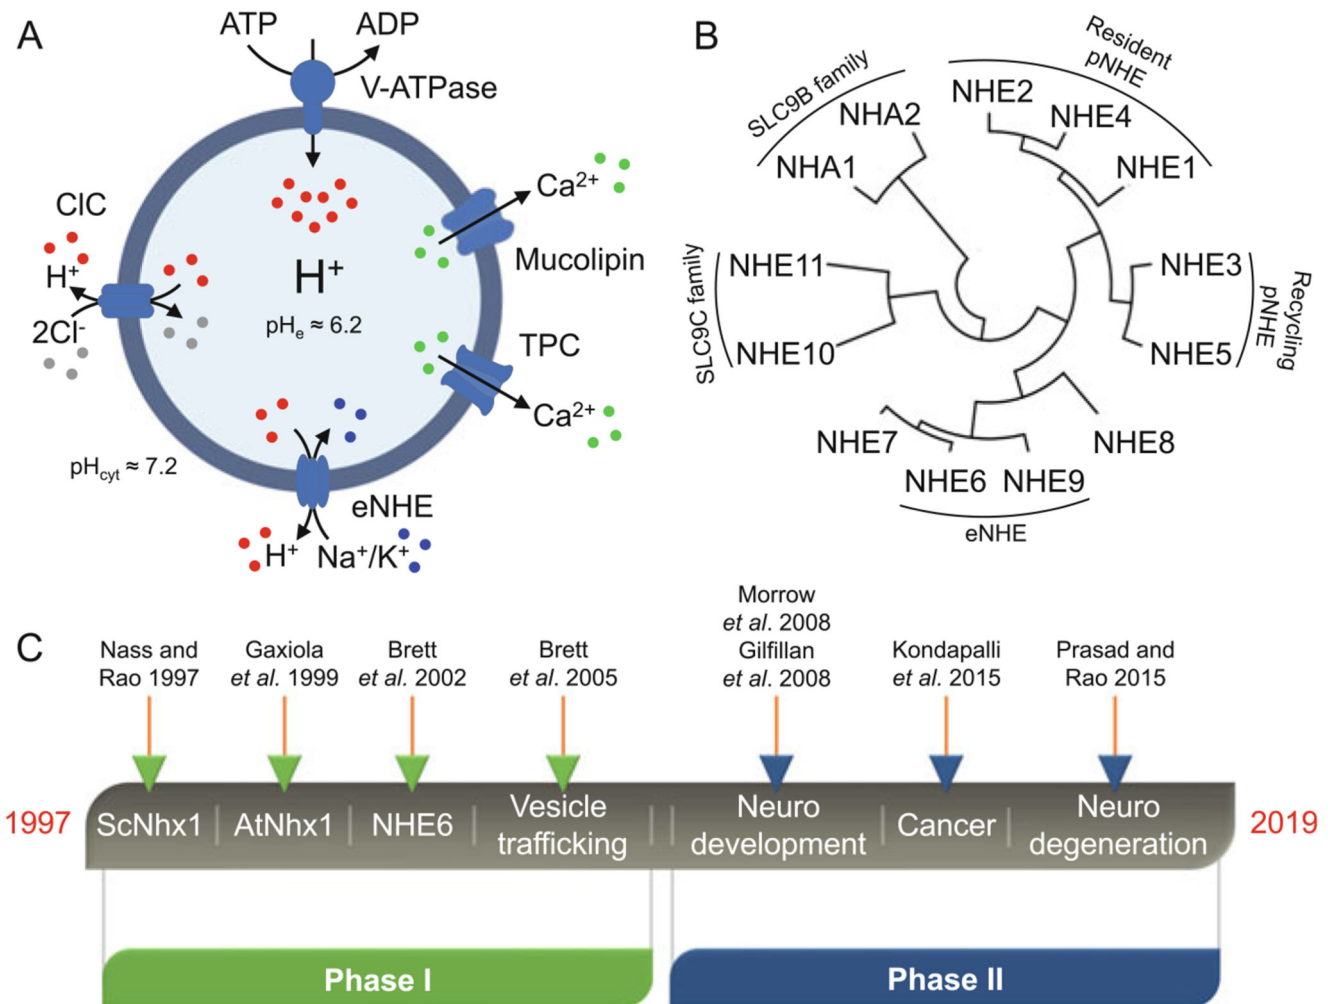 A
ATP
ADP
V-ATPase
ClC
H+
2Cl-
H+
pHe ≈ 6.2
Ca2+
Mucolipin
TPC
Ca2+
pHcyt ≈ 7.2
eNHE
H+
Na+/K+
B
SLC9B family
NHA2
NHA1
Resident
pNHE
NHE2
NHE4
NHE1
SLC9C family
NHE11
NHE10
NHE3
NHE5
Recycling
pNHE
NHE7
NHE6
NHE9
NHE8
eNHE
C
Nass and
Rao 1997
Gaxiola
et al. 1999
Brett
et al. 2002
Brett
et al. 2005
Morrow
et al. 2008
Gilfillan
et al. 2008
Kondapalli
et al. 2015
Prasad and
Rao 2015
1997
ScNhx1
AtNhx1
NHE6
Vesicle
trafficking
Neuro
development
Cancer
Neuro
degeneration
2019
Phase I
Phase II